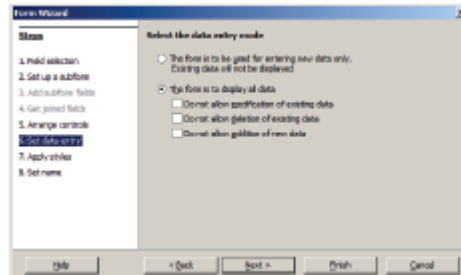 Form Wizard
Steps
1. Field selection
2. Set up a subform
3. Add subform fields
4. Get joined fields
5. Arrange controls
6. Set data entry
7. Apply styles
8. Set name
Select the data entry mode
The form is to be used for entering new data only.
Existing data will not be displayed
The form is to display all data
Do not allow modification of existing data
Do not allow deletion of existing data
Do not allow addition of new data
Help
< Back
Next >
Finish
Cancel